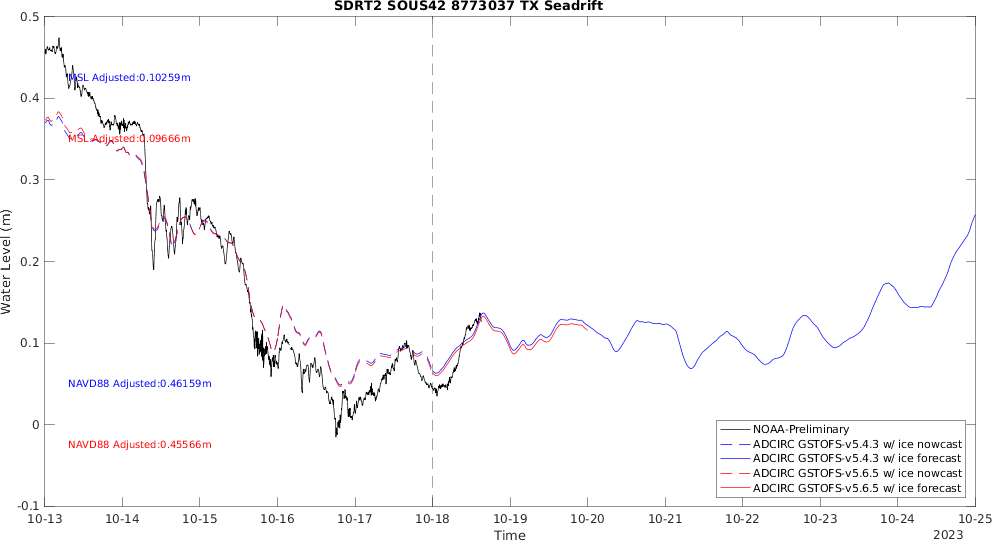 SDRT2 SOUS42 8773037 TX Seadrift
0.5
0.4
0.3
0.2
0.1
0
-0.1
Water Level (m)
MSL Adjusted:0.10259m
MSL Adjusted:0.09666m
NAVD88 Adjusted:0.46159m
NAVD88 Adjusted:0.45566m
NOAA-Preliminary
ADCIRC GSTOFS-v5.4.3 w/ ice nowcast
ADCIRC GSTOFS-v5.4.3 w/ ice forecast
ADCIRC GSTOFS-v5.6.5 w/ ice nowcast
ADCIRC GSTOFS-v5.6.5 w/ ice forecast
10-13 10-14 10-15 10-16 10-17 10-18 10-19 10-20 10-21 10-22 10-23 10-24 10-25
Time
2023